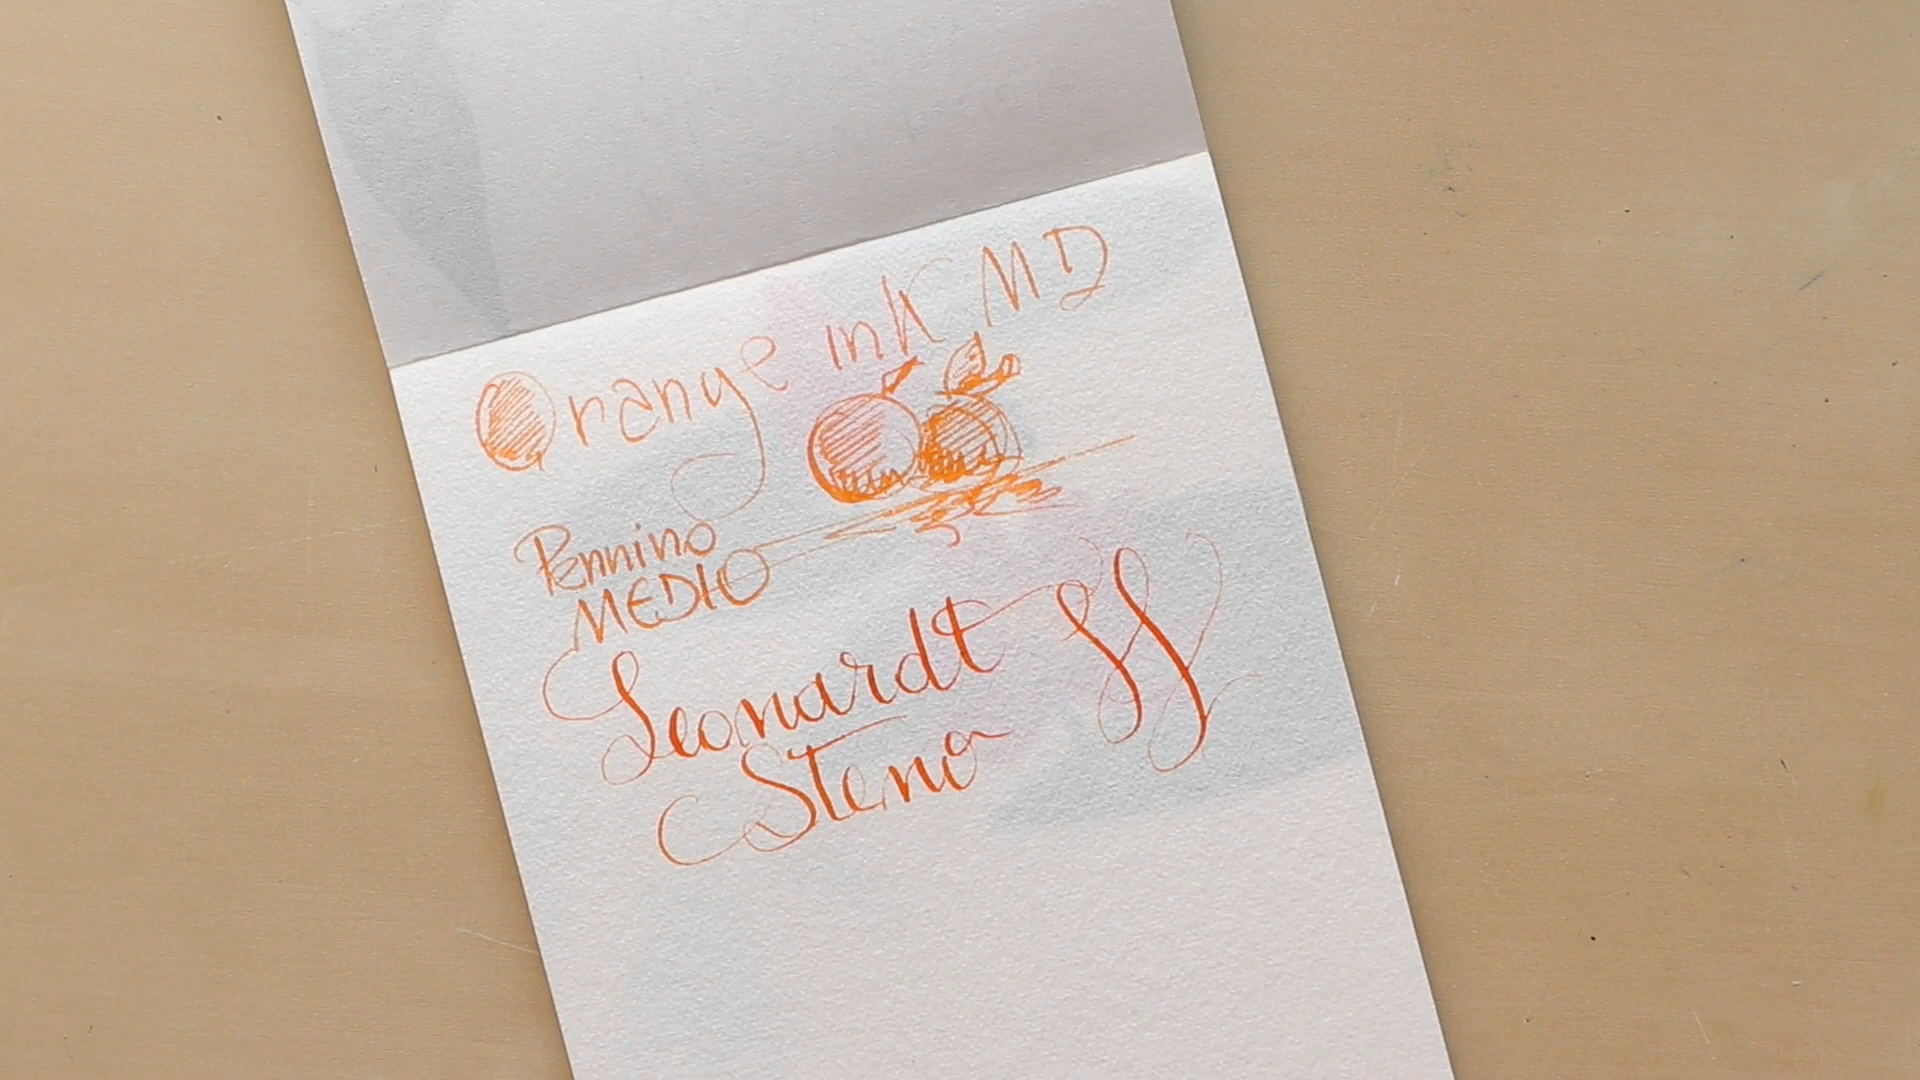 Orange ink MD
Pennino
MEDIO
Leonardt
Steno